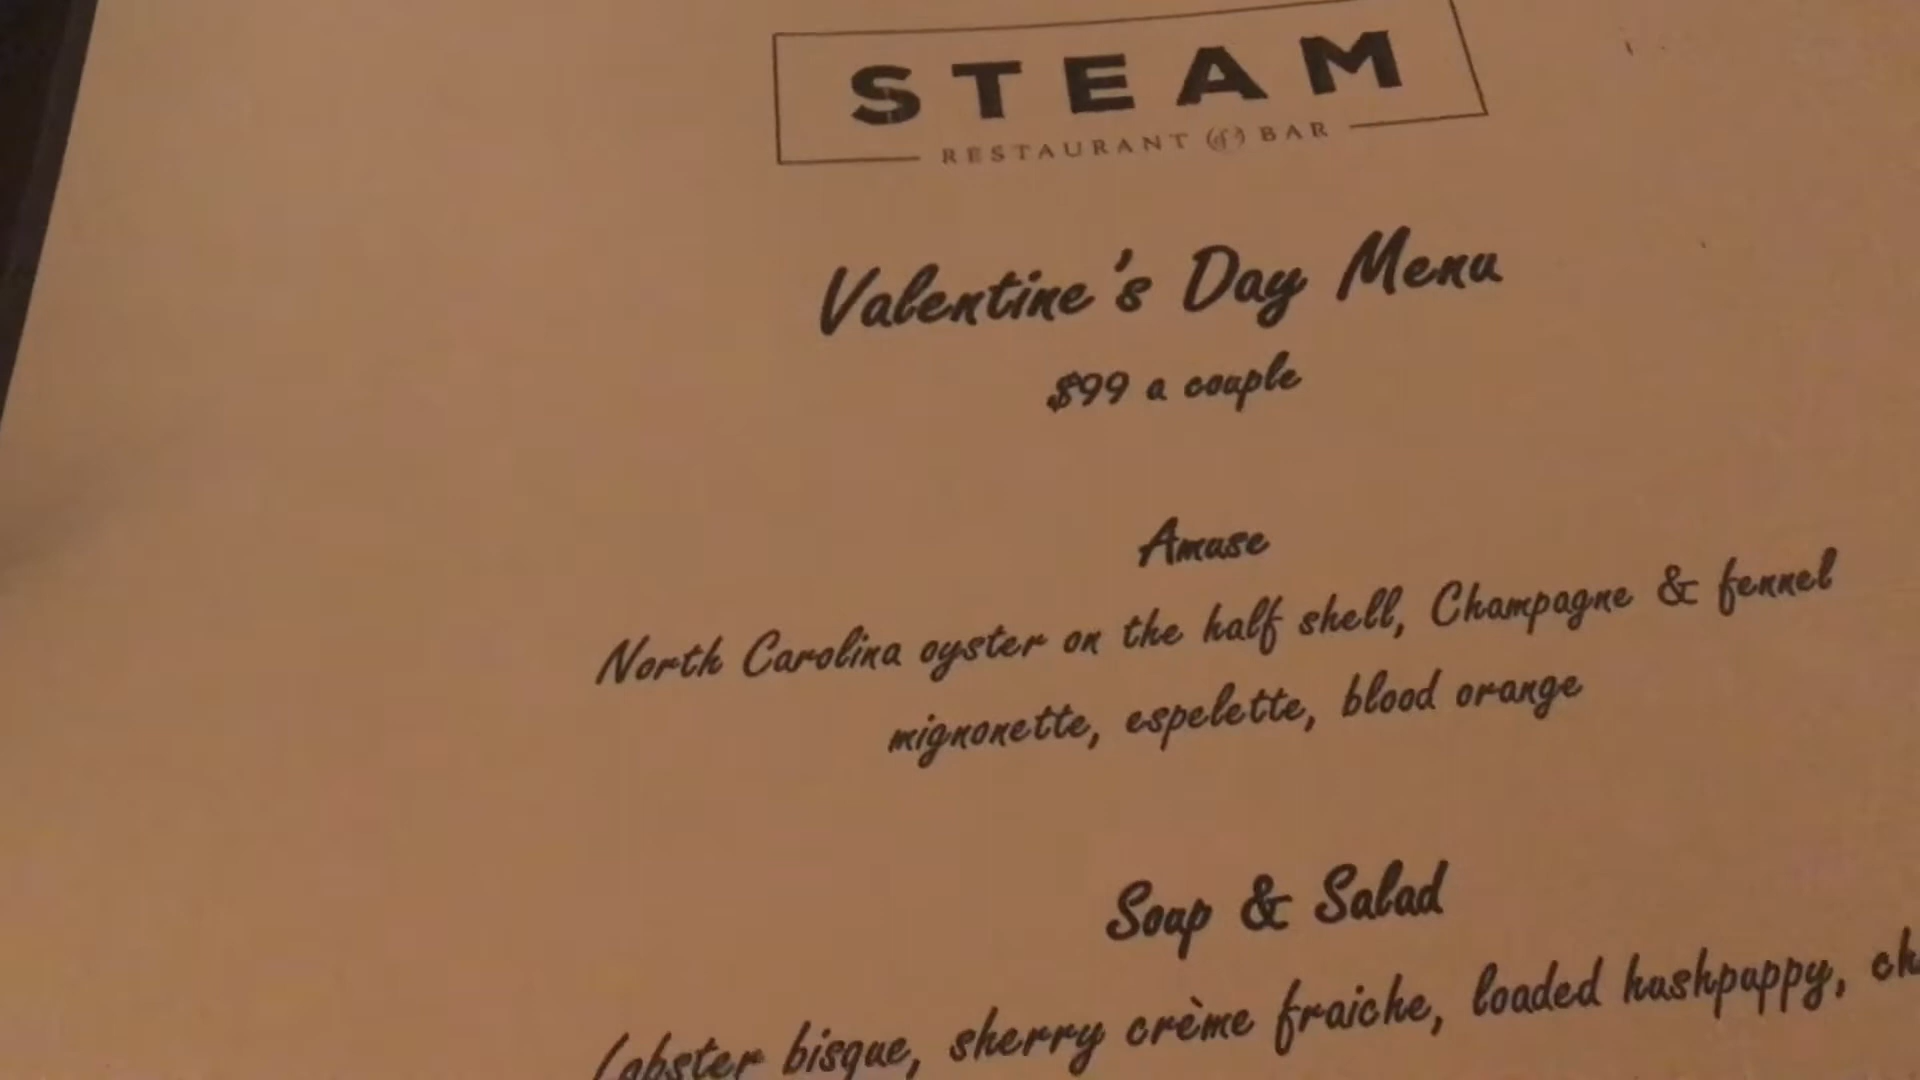 STEAM
RESTAURANT & BAR
Valentine's Day Menu
$99 a couple
Amuse
North Carolina oyster on the half shell, Champagne & fennel
mignonette, espelette, blood orange
Soup & Salad
Lobster bisque, sherry crème fraiche, loaded hushpuppy,